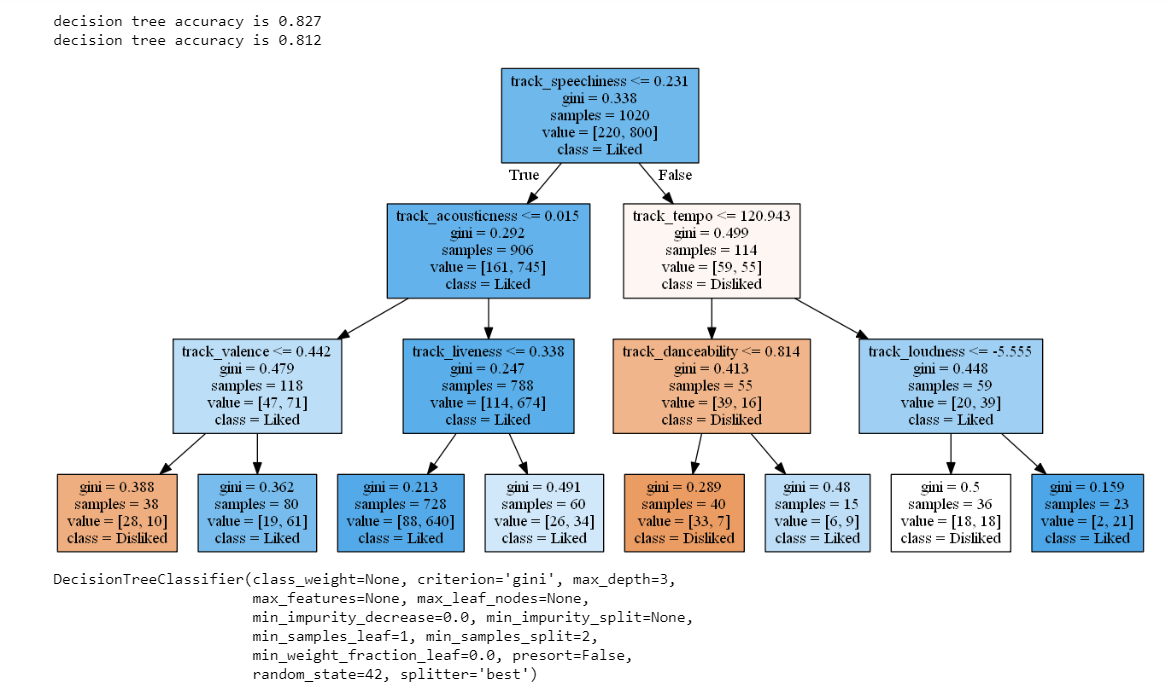 decision tree accuracy is 0.827
decision tree accuracy is 0.812
track_speechiness <= 0.231
gini = 0.338
samples = 1020
value = [220, 800]
class = Liked
True
False
track_acousticness <= 0.015
gini = 0.292
samples = 906
value = [161, 745]
class = Liked
track_tempo <= 120.943
gini = 0.499
samples = 114
value = [59, 55]
class = Disliked
track_valence <= 0.442
gini = 0.479
samples = 118
value = [47, 71]
class = Liked
track_liveness <= 0.338
gini = 0.247
samples = 788
value = [114, 674]
class = Liked
track_danceability <= 0.814
gini = 0.413
samples = 55
value = [39, 16]
class = Disliked
track_loudness <= -5.555
gini = 0.448
samples = 59
value = [20, 39]
class = Liked
gini = 0.388
samples = 38
value = [28, 10]
class = Disliked
gini = 0.362
samples = 80
value = [19, 61]
class = Liked
gini = 0.213
samples = 728
value = [88, 640]
class = Liked
gini = 0.491
samples = 60
value = [26, 34]
class = Liked
gini = 0.289
samples = 40
value = [33, 7]
class = Disliked
gini = 0.48
samples = 15
value = [6, 9]
class = Liked
gini = 0.5
samples = 36
value = [18, 18]
class = Disliked
gini = 0.159
samples = 23
value = [2, 21]
class = Liked
DecisionTreeClassifier(class_weight=None, criterion='gini', max_depth=3,
max_features=None, max_leaf_nodes=None,
min_impurity_decrease=0.0, min_impurity_split=None,
min_samples_leaf=1, min_samples_split=2,
min_weight_fraction_leaf=0.0, presort=False,
random_state=42, splitter='best')